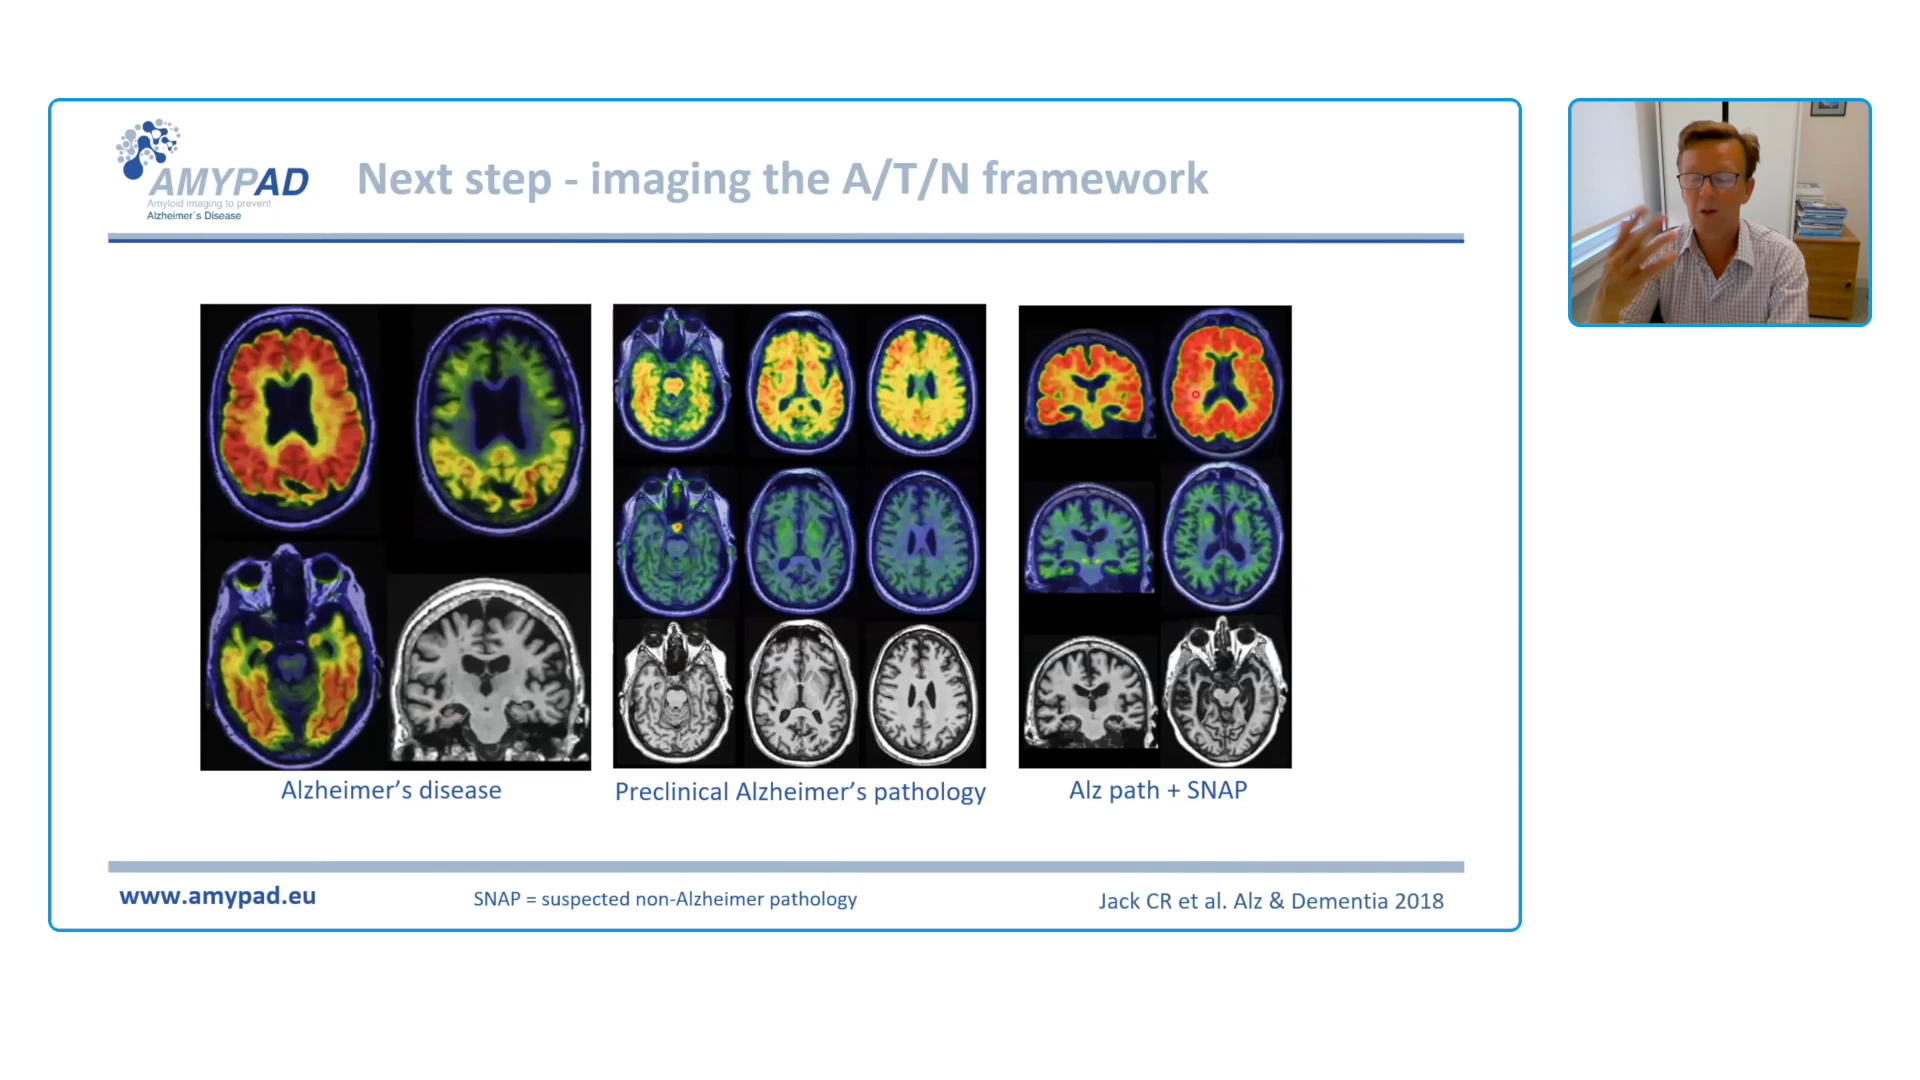 AMYPAD
Amyloid imaging to prevent
Alzheimer´s Disease
Next step - imaging the A/T/N framework
Alzheimer’s disease
Preclinical Alzheimer’s pathology
Alz path + SNAP
www.amypad.eu
SNAP = suspected non-Alzheimer pathology
Jack CR et al. Alz & Dementia 2018